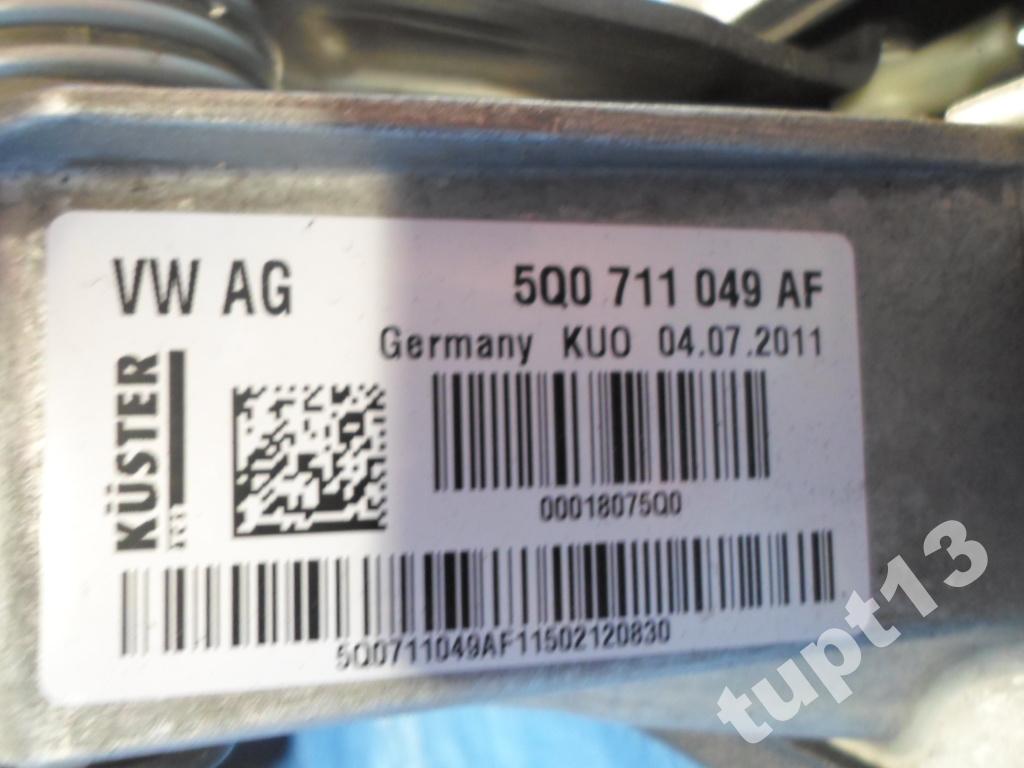 VW AG 5Q0 711 049 AF
Germany KUO 04.07.2011
KÜSTER
00018075Q0
5Q0711049AF11502120830
tupt13